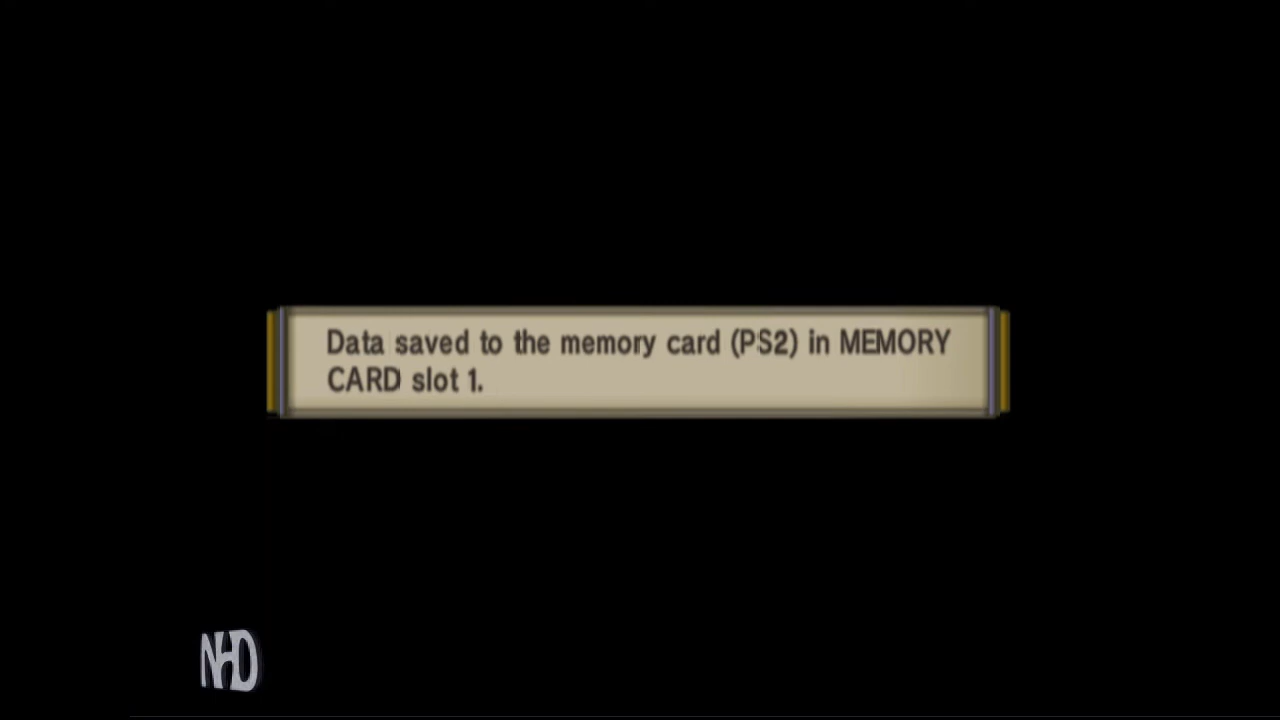 Data saved to the memory card (PS2) in MEMORY
CARD slot 1.
NHD